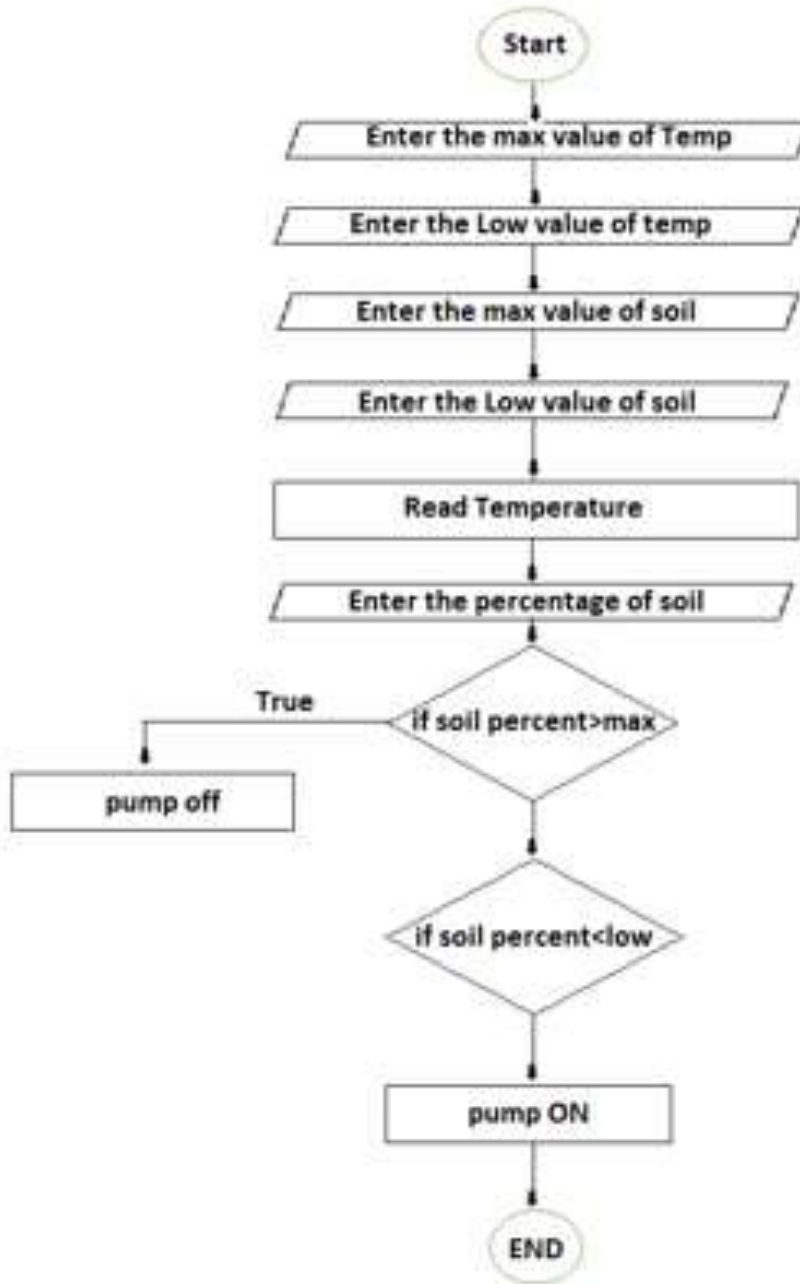 Start
Enter the max value of Temp
Enter the Low value of temp
Enter the max value of soil
Enter the Low value of soil
Read Temperature
Enter the percentage of soil
if soil percent>max
True
pump off
if soil percent<low
pump ON
END